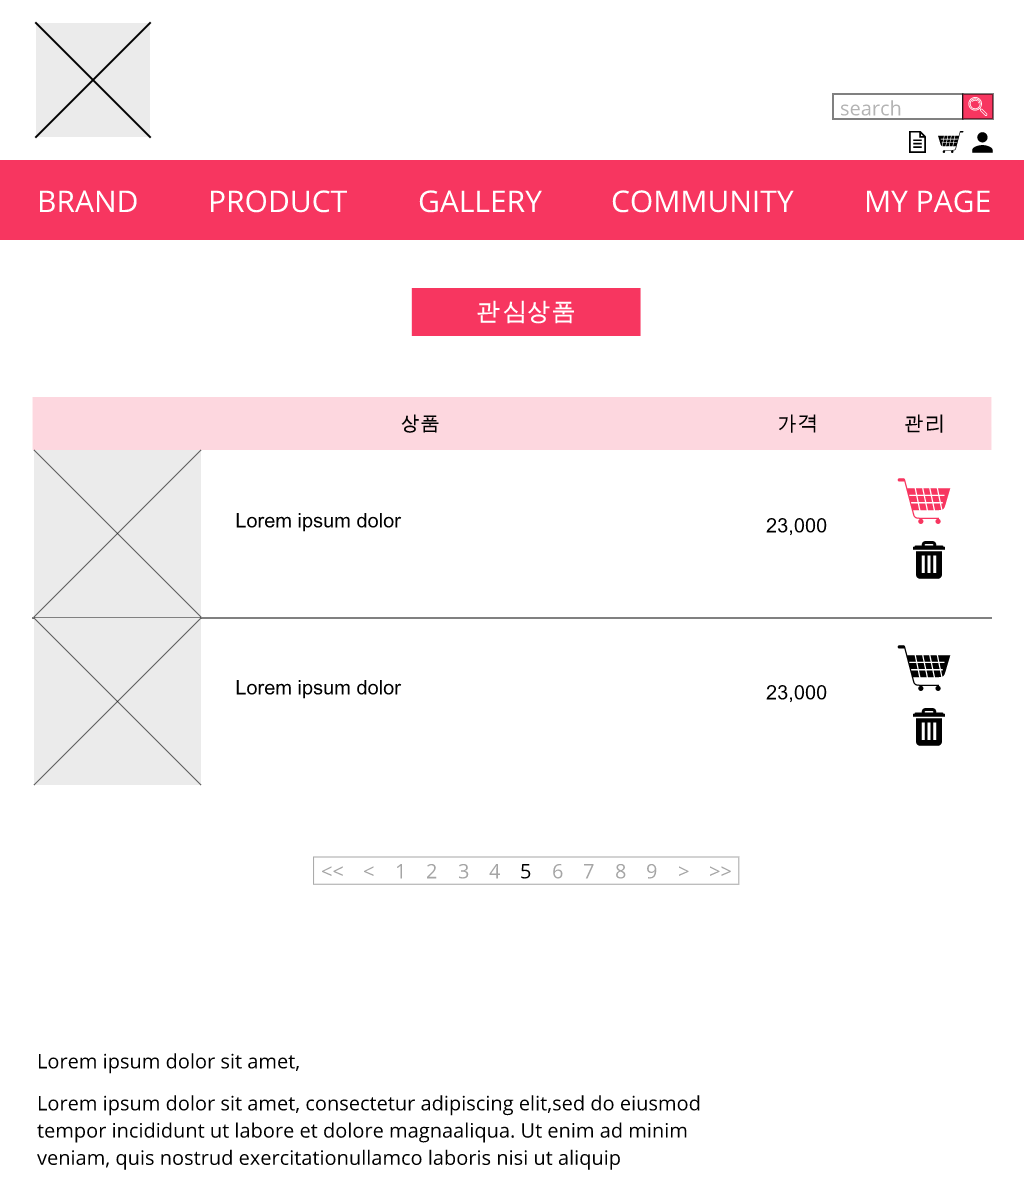 search
BRAND PRODUCT GALLERY COMMUNITY MY PAGE
관심상품
상품 가격 관리
Lorem ipsum dolor 23,000
Lorem ipsum dolor 23,000
<< < 1 2 3 4 5 6 7 8 9 > >>
Lorem ipsum dolor sit amet,
Lorem ipsum dolor sit amet, consectetur adipiscing elit,sed do eiusmod
tempor incididunt ut labore et dolore magnaaliqua. Ut enim ad minim
veniam, quis nostrud exercitationullamco laboris nisi ut aliquip